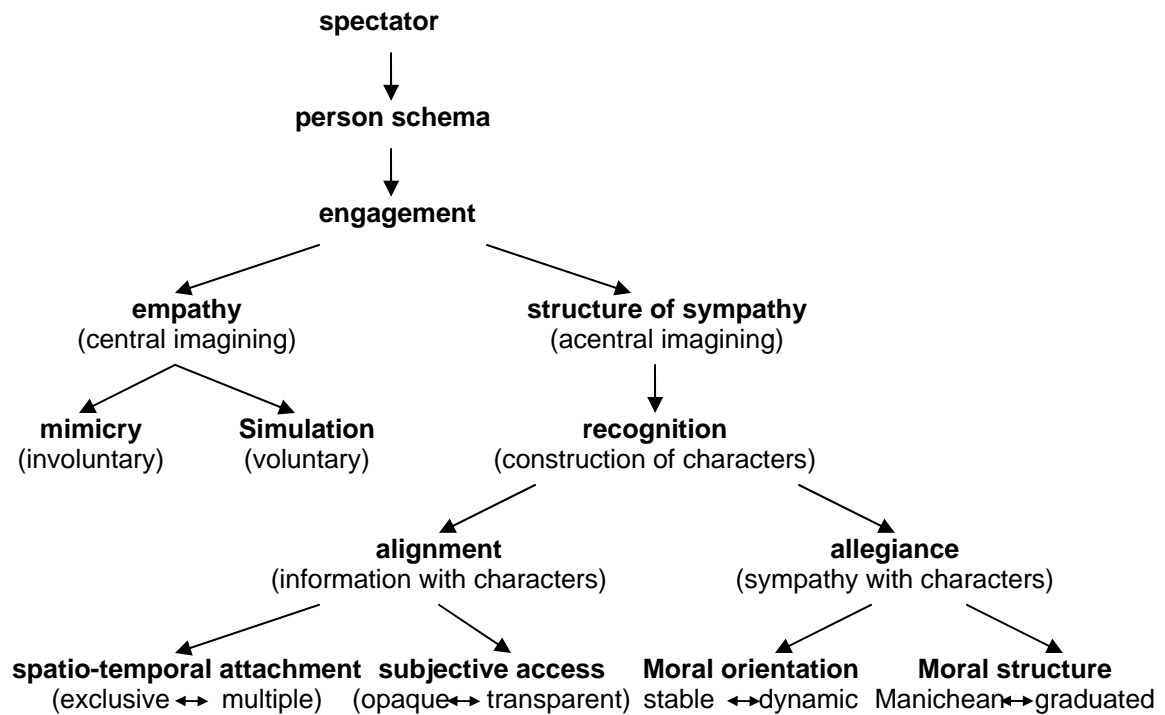 spectator
person schema
engagement
empathy
(central imagining)
structure of sympathy
(acentral imagining)
mimicry
(involuntary)
Simulation
(voluntary)
recognition
(construction of characters)
alignment
(information with characters)
allegiance
(sympathy with characters)
spatio-temporal attachment
(exclusive ↔ multiple)
subjective access
(opaque ↔ transparent)
Moral orientation
stable ↔ dynamic
Moral structure
Manichean ↔ graduated